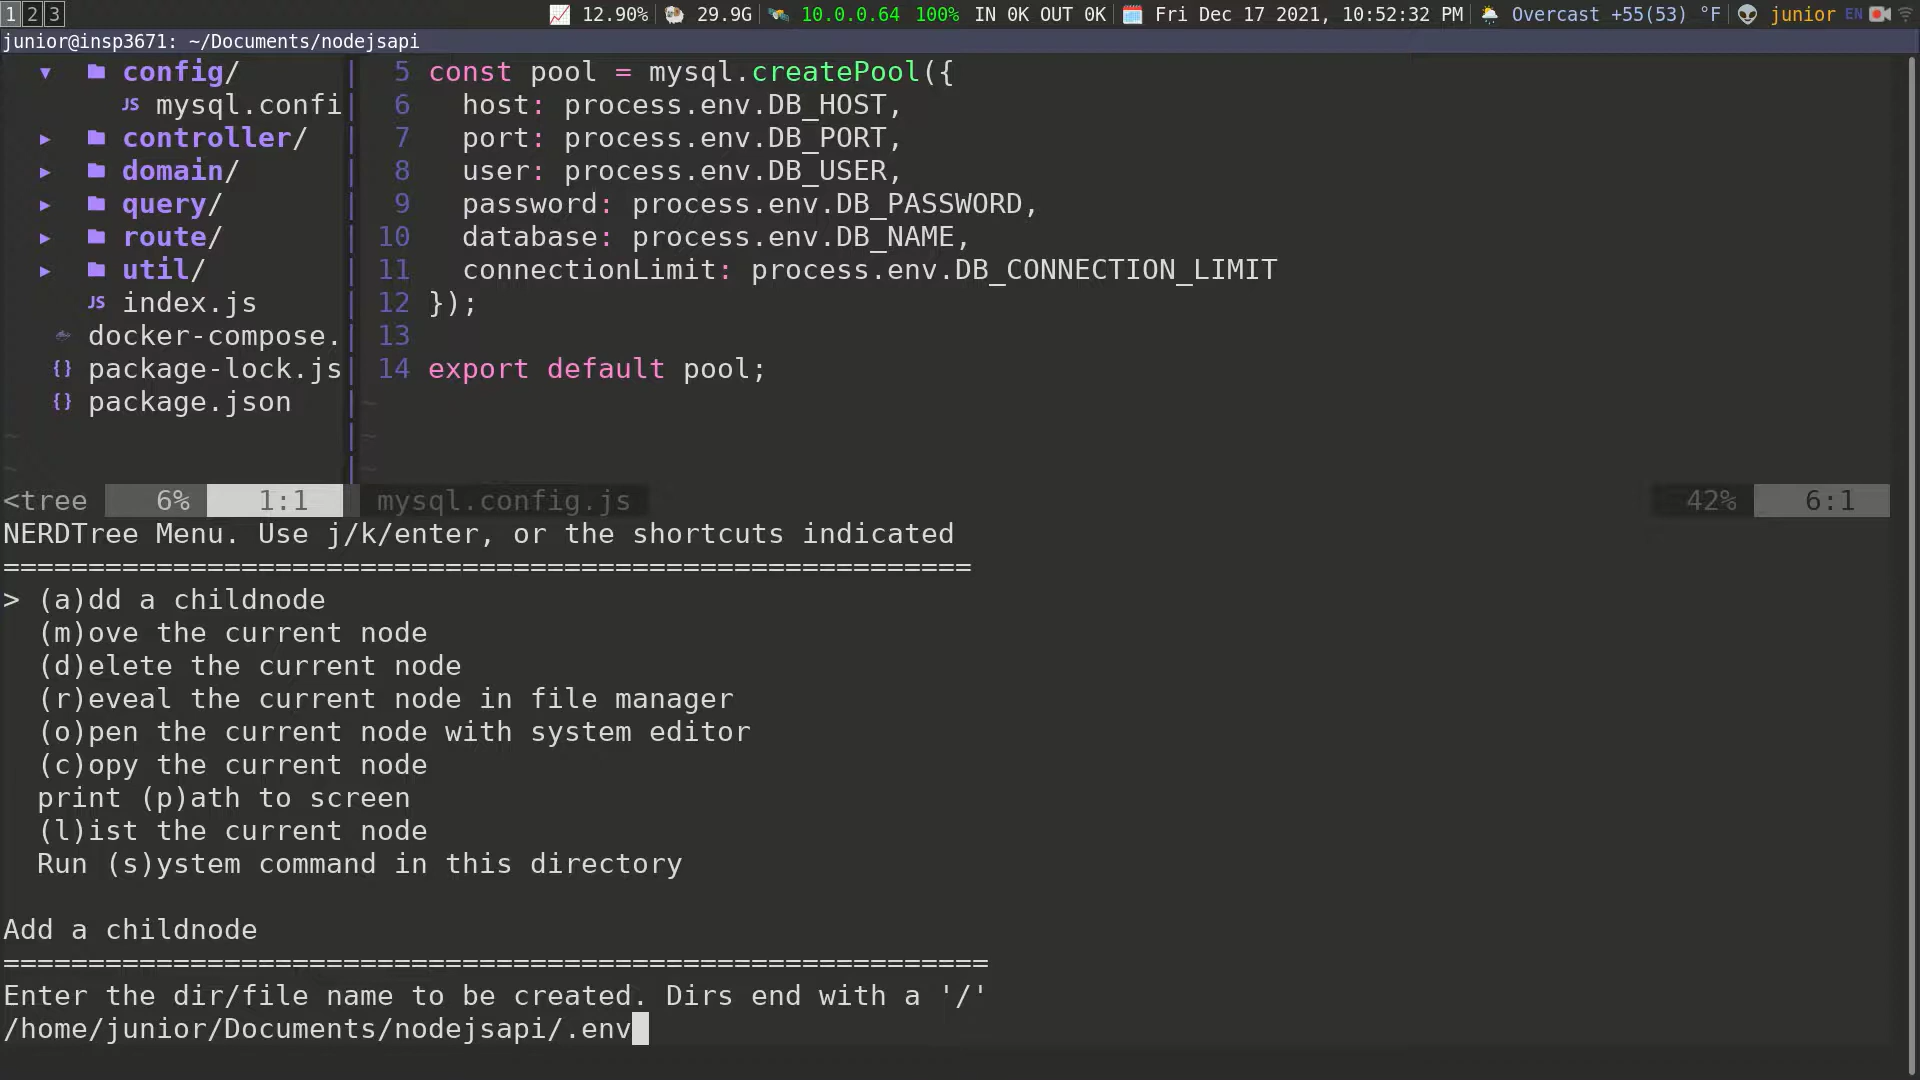 1 2 3 12.90% 29.9G 10.0.0.64 100% IN 0K OUT 0K Fri Dec 17 2021, 10:52:32 PM Overcast +55(53) °F junior EN
junior@insp3671: ~/Documents/nodejsapi
▾ config/
JS mysql.confi
▸ controller/
▸ domain/
▸ query/
▸ route/
▸ util/
JS index.js
docker-compose.
{} package-lock.js
{} package.json
~
~
<tree 6% 1:1
5 const pool = mysql.createPool({
6 host: process.env.DB_HOST,
7 port: process.env.DB_PORT,
8 user: process.env.DB_USER,
9 password: process.env.DB_PASSWORD,
10 database: process.env.DB_NAME,
11 connectionLimit: process.env.DB_CONNECTION_LIMIT
12 });
13
14 export default pool;
~
~
~
mysql.config.js 42% 6:1
NERDTree Menu. Use j/k/enter, or the shortcuts indicated
=========================================================
> (a)dd a childnode
(m)ove the current node
(d)elete the current node
(r)eveal the current node in file manager
(o)pen the current node with system editor
(c)opy the current node
print (p)ath to screen
(l)ist the current node
Run (s)ystem command in this directory
Add a childnode
==========================================================
Enter the dir/file name to be created. Dirs end with a '/'
/home/junior/Documents/nodejsapi/.env